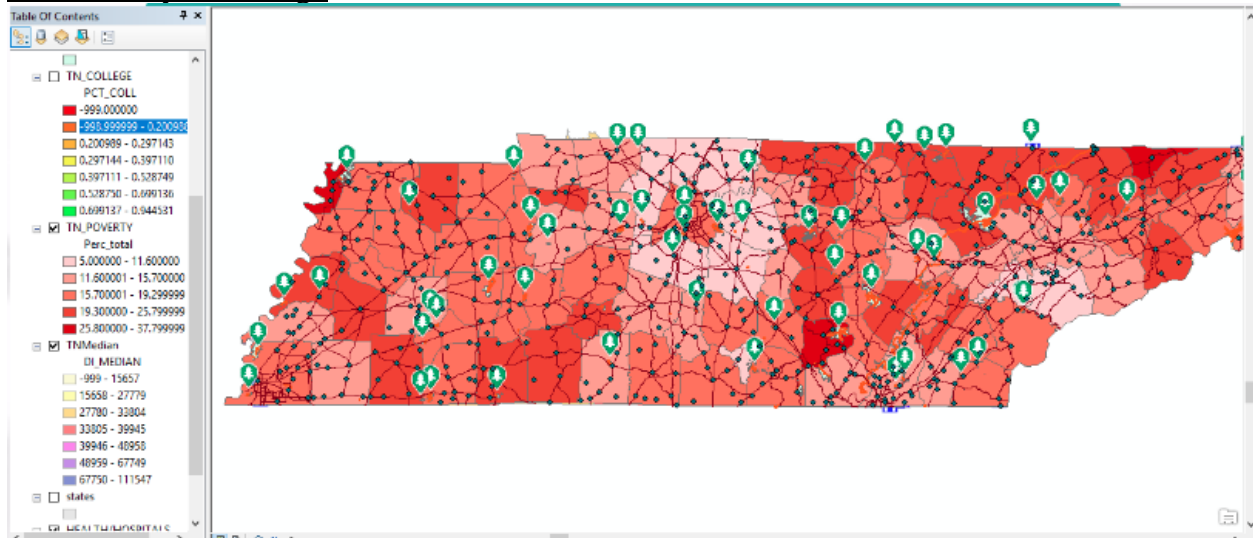 Table Of Contents
TN_COLLEGE
PCT_COLL
-999.000000
-998.999999 - 0.200988
0.200989 - 0.297143
0.297144 - 0.397110
0.397111 - 0.528749
0.528750 - 0.699136
0.699137 - 0.944531
TN_POVERTY
Perc_total
5.000000 - 11.600000
11.600001 - 15.700000
15.700001 - 19.299999
19.300000 - 25.799999
25.800000 - 37.799999
TNMedian
DI_MEDIAN
-999 - 15657
15658 - 27779
27780 - 33804
33805 - 39945
39946 - 48958
48959 - 67749
67750 - 111547
states
HEALTH/HOSPITALS